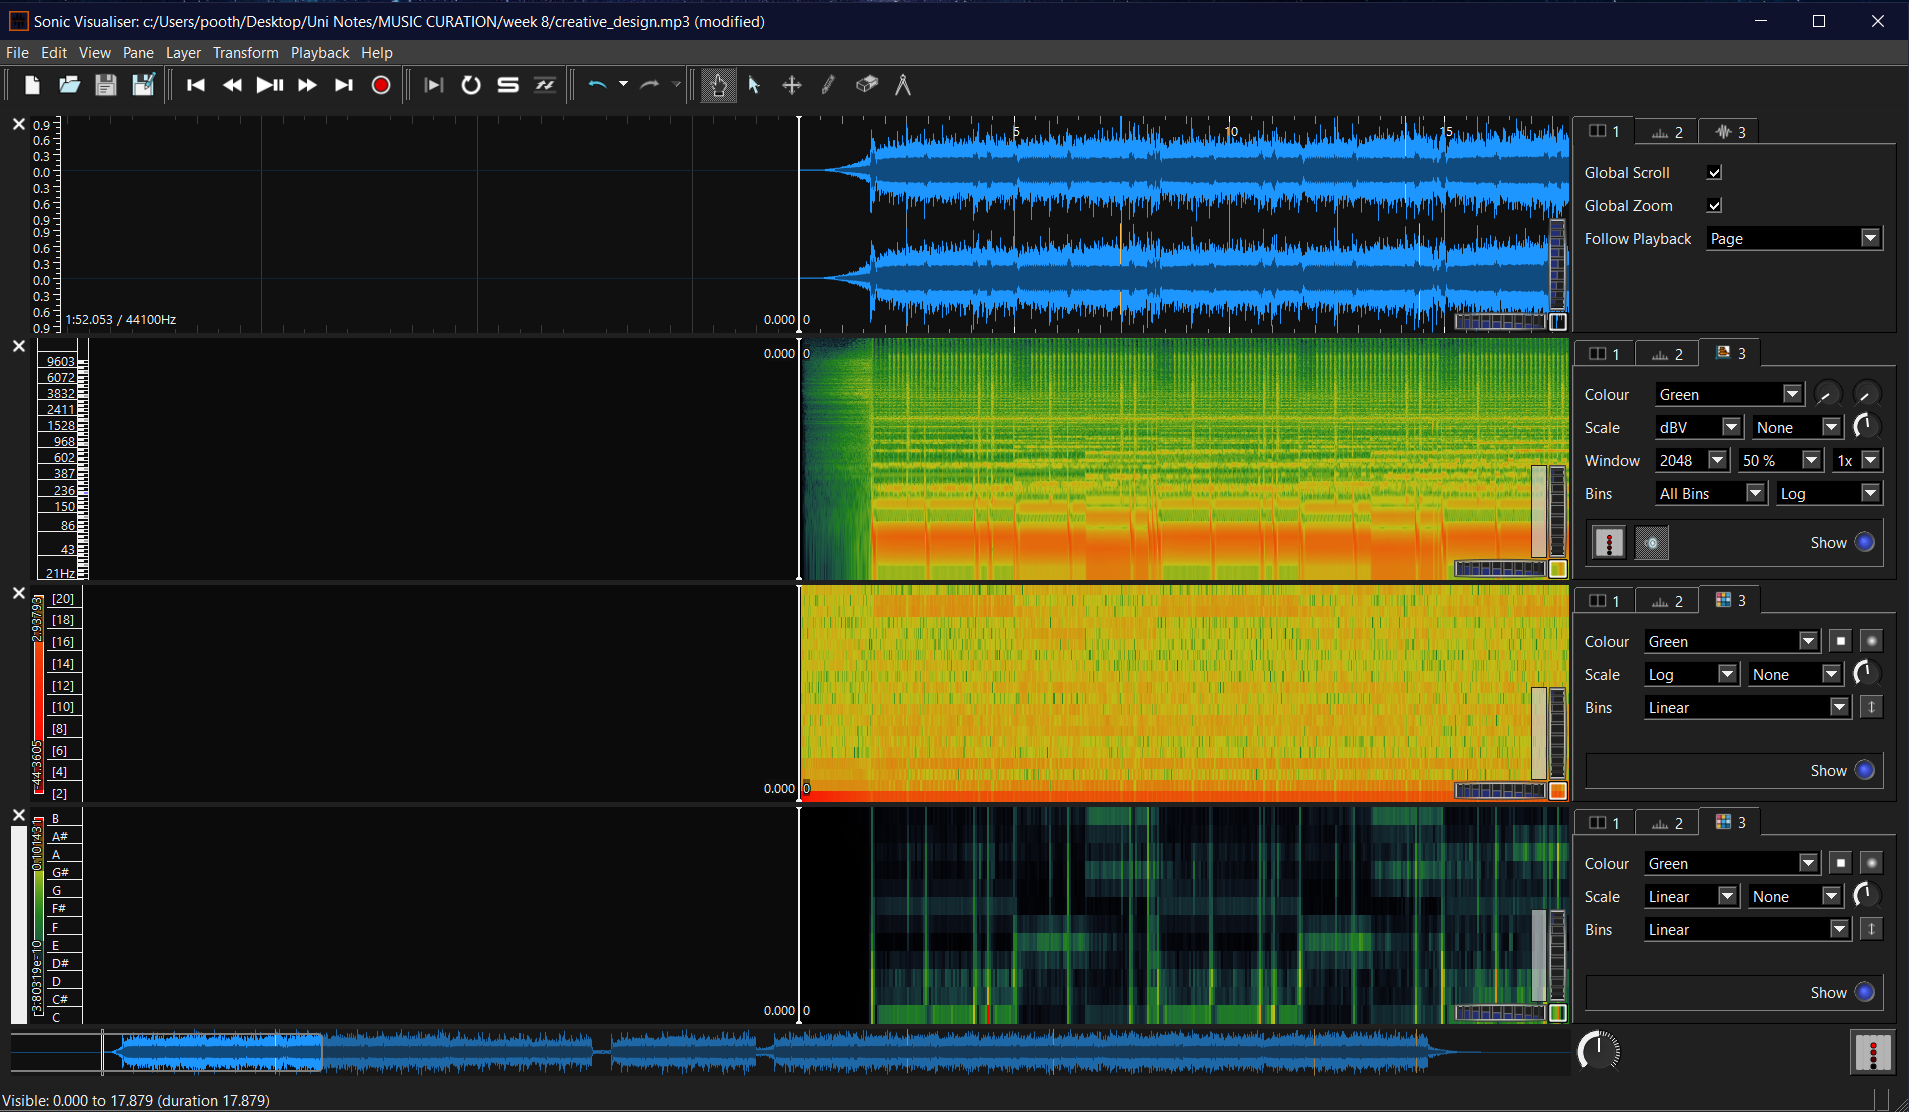 Sonic Visualiser: c:/Users/pooth/Desktop/Uni Notes/MUSIC CURATION/week 8/creative_design.mp3 (modified)
File Edit View Pane Layer Transform Playback Help
0.9
0.6
0.3
0.0
0.3
0.6
0.9
0.9
0.6
0.3
0.0
0.3
0.6
0.9
5 10 15
1:52.053 / 44100Hz
0.000 0
1 2 3
Global Scroll
Global Zoom
Follow Playback Page
9603
6072
3832
2411
1528
968
602
387
236
150
86
43
21Hz
0.000 0
1 2 3
Colour Green
Scale dBV None
Window 2048 50 % 1x
Bins All Bins Log
Show
2.93793
-44.3605
[20]
[18]
[16]
[14]
[12]
[10]
[8]
[6]
[4]
[2]
0.000 0
1 2 3
Colour Green
Scale Log None
Bins Linear
Show
0.101431
3.80319e-10
B
A#
A
G#
G
F#
F
E
D#
D
C#
C
0.000 0
1 2 3
Colour Green
Scale Linear None
Bins Linear
Show
Visible: 0.000 to 17.879 (duration 17.879)